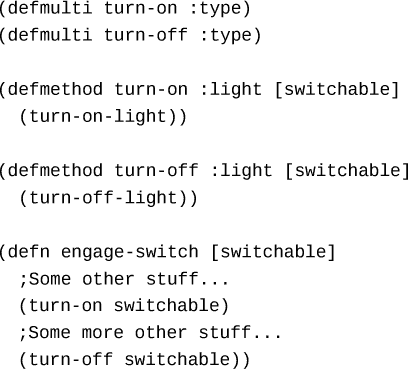 (defmulti turn-on :type)
(defmulti turn-off :type)

(defmethod turn-on :light [switchable]
  (turn-on-light))

(defmethod turn-off :light [switchable]
  (turn-off-light))

(defn engage-switch [switchable]
  ;Some other stuff...
  (turn-on switchable)
  ;Some more other stuff...
  (turn-off switchable))